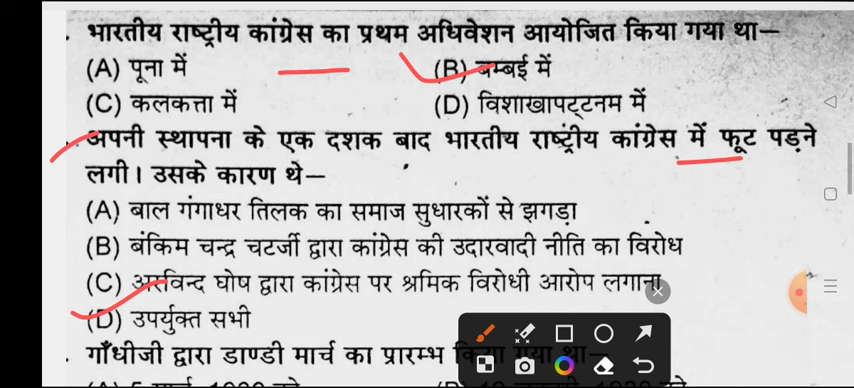 भारतीय राष्ट्रीय कांग्रेस का प्रथम अधिवेशन आयोजित किया गया था—
(A) पूना में (B) बम्बई में
(C) कलकत्ता में (D) विशाखापट्टनम में
अपनी स्थापना के एक दशक बाद भारतीय राष्ट्रीय कांग्रेस में फूट पड़ने
लगी। उसके कारण थे—
(A) बाल गंगाधर तिलक का समाज सुधारकों से झगड़ा
(B) बंकिम चन्द्र चटर्जी द्वारा कांग्रेस की उदारवादी नीति का विरोध
(C) अरविन्द घोष द्वारा कांग्रेस पर श्रमिक विरोधी आरोप लगाना
(D) उपर्युक्त सभी
गाँधीजी द्वारा डाण्डी मार्च का प्रारम्भ किया गया था—